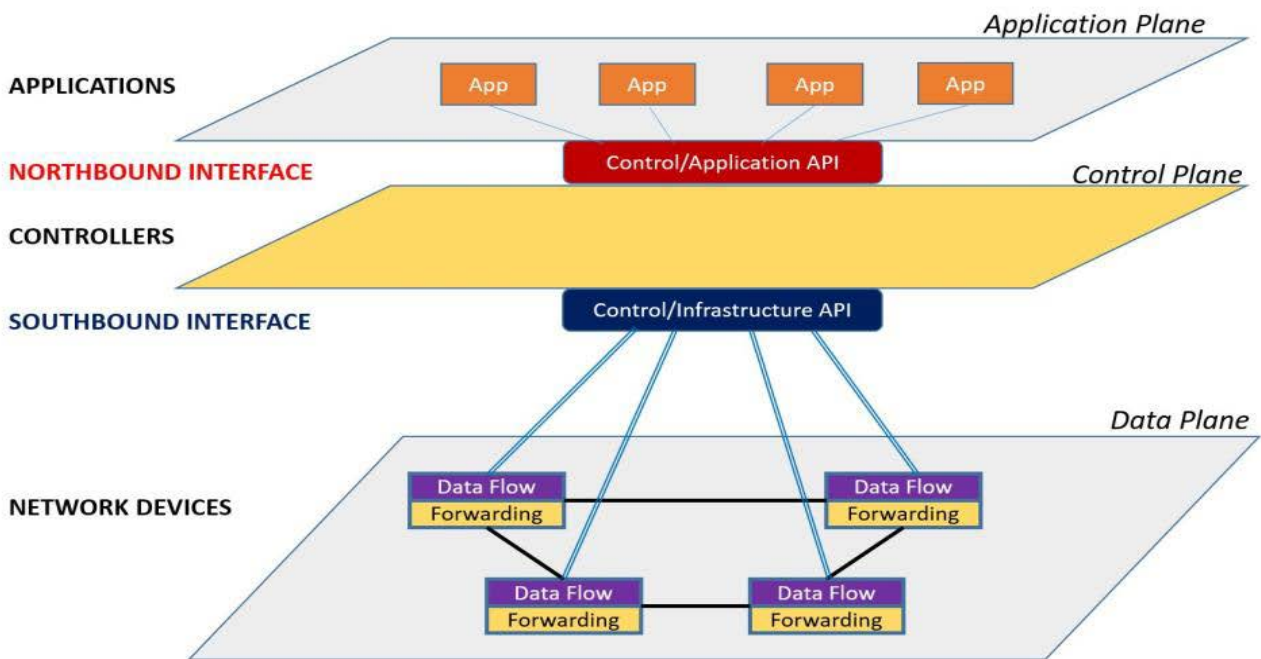 Application Plane
APPLICATIONS
App App App App
NORTHBOUND INTERFACE
Control/Application API
Control Plane
CONTROLLERS
SOUTHBOUND INTERFACE
Control/Infrastructure API
Data Plane
NETWORK DEVICES
Data Flow Data Flow
Forwarding Forwarding
Data Flow Data Flow
Forwarding Forwarding